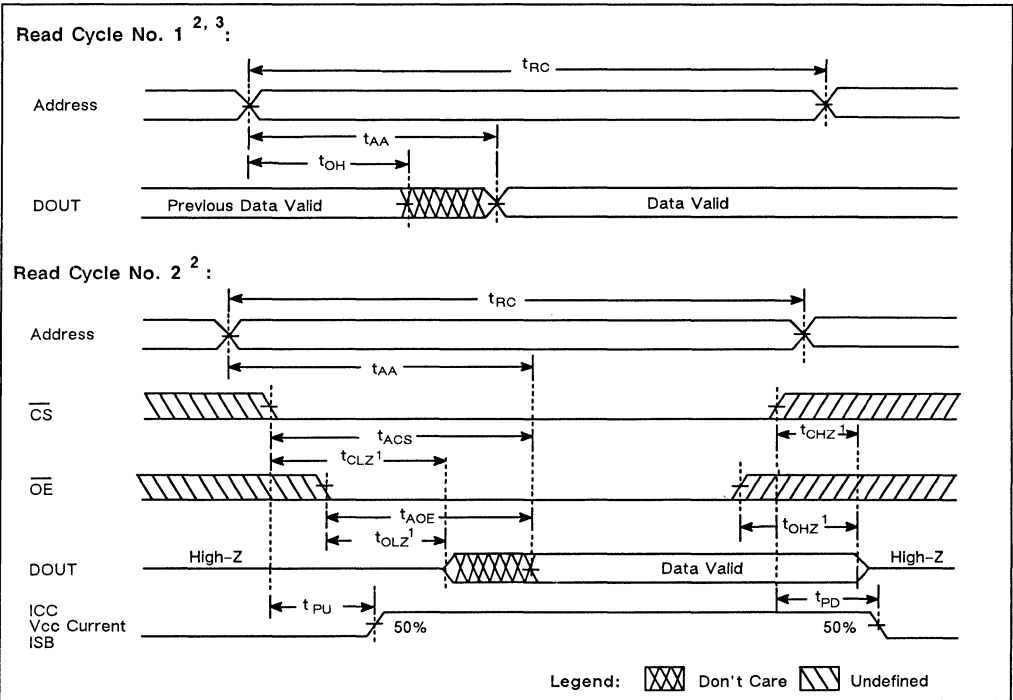 Read Cycle No. 1 2, 3 :
tRC
Address
tAA
tOH
DOUT
Previous Data Valid
Data Valid
Read Cycle No. 2 2 :
tRC
Address
tAA
CS
tACS
tCHZ 1
tCLZ 1
OE
tAOE
tOLZ 1
tOHZ 1
DOUT
High-Z
Data Valid
High-Z
tPU
tPD
ICC
Vcc Current
ISB
50%
50%
Legend:
Don't Care
Undefined